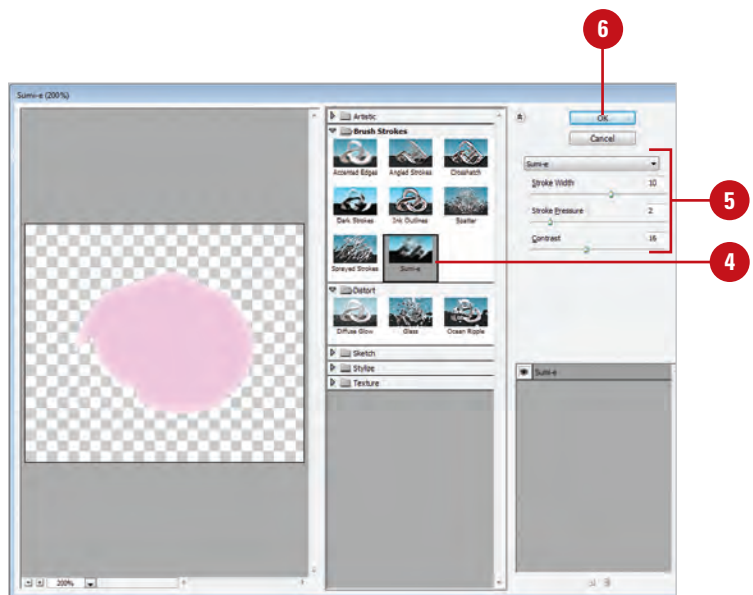 6
Sumi-e (200%)
Artistic
Brush Strokes
Accented Edges
Angled Strokes
Crosshatch
Dark Strokes
Ink Outlines
Spatter
Sprayed Strokes
Sumi-e
Distort
Diffuse Glow
Glass
Ocean Ripple
Sketch
Stylize
Texture
OK
Cancel
Sumi-e
Stroke Width 10
Stroke Pressure 2
Contrast 16
5
4
Sumi-e
200%